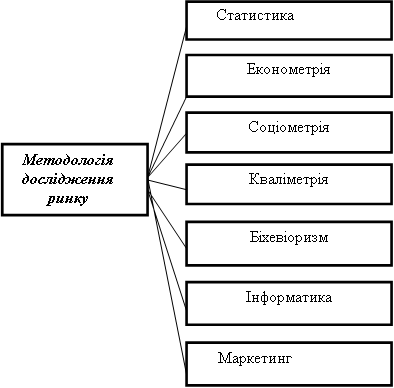 Статистика
Економетрія
Соціометрія
Методологія
дослідження
ринку
Кваліметрія
Біхевіоризм
Інформатика
Маркетинг